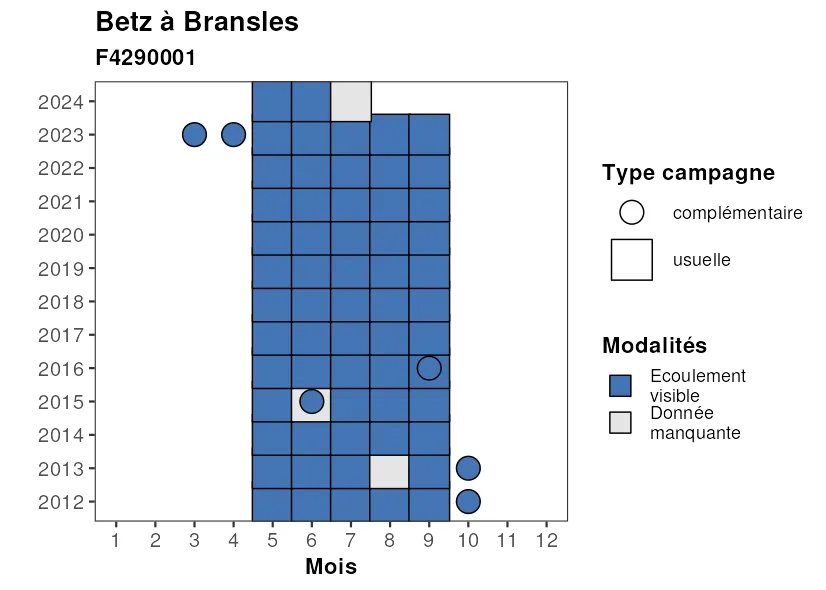 Betz à Bransles
F4290001
2024
2023
2022
2021
2020
2019
2018
2017
2016
2015
2014
2013
2012
1 2 3 4 5 6 7 8 9 10 11 12
Mois
Type campagne
complémentaire
usuelle
Modalités
Ecoulement
visible
Donnée
manquante